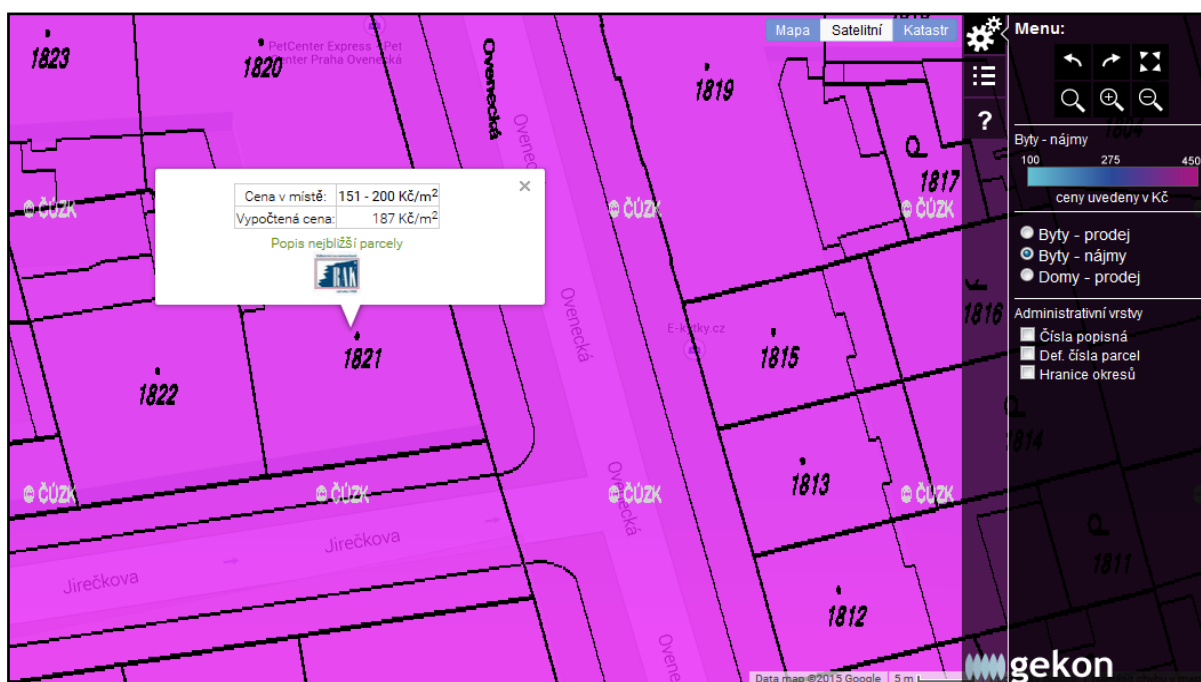 1823
PetCenter Express - Pet
Center Praha Ovenecká
1820
Ovenecká
Ovenecká
1819
Mapa
Satelitní
Katastr
Menu:
?
1804
P
1817
Byty - nájmy
100 275 450
ceny uvedeny v Kč
Byty - prodej
Byty - nájmy
Domy - prodej
Administrativní vrstvy
Čísla popisná
Def. čísla parcel
Hranice okresů
© ČÚZK
© ČÚZK
© ČÚZK
Cena v místě: 151 - 200 Kč/m²
Vypočtená cena: 187 Kč/m²
Popis nejbližší parcely
×
Ovenecká
1816
E-kytky.cz
1815
1821
1822
P
1814
© ČÚZK
© ČÚZK
© ČÚZK
© ČÚZK
Ovenecká
1813
P
1811
Jirečkova
Jirečkova
1812
Ovenecká
gekon
Data map ©2015 Google
5 m